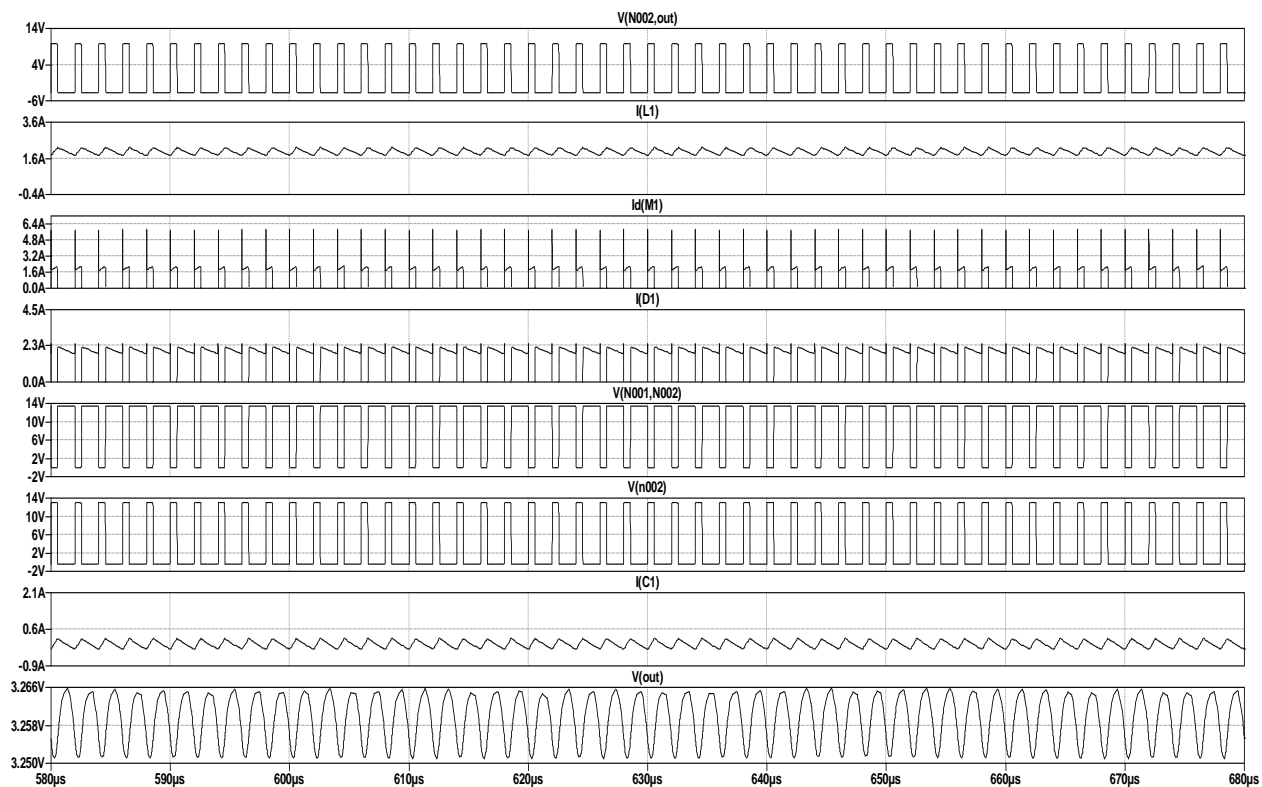 V(N002,out)
14V
4V
-6V
I(L1)
3.6A
1.6A
-0.4A
Id(M1)
6.4A
4.8A
3.2A
1.6A
0.0A
I(D1)
4.5A
2.3A
0.0A
V(N001,N002)
14V
10V
6V
2V
-2V
V(n002)
14V
10V
6V
2V
-2V
I(C1)
2.1A
0.6A
-0.9A
V(out)
3.266V
3.258V
3.250V
580µs 590µs 600µs 610µs 620µs 630µs 640µs 650µs 660µs 670µs 680µs